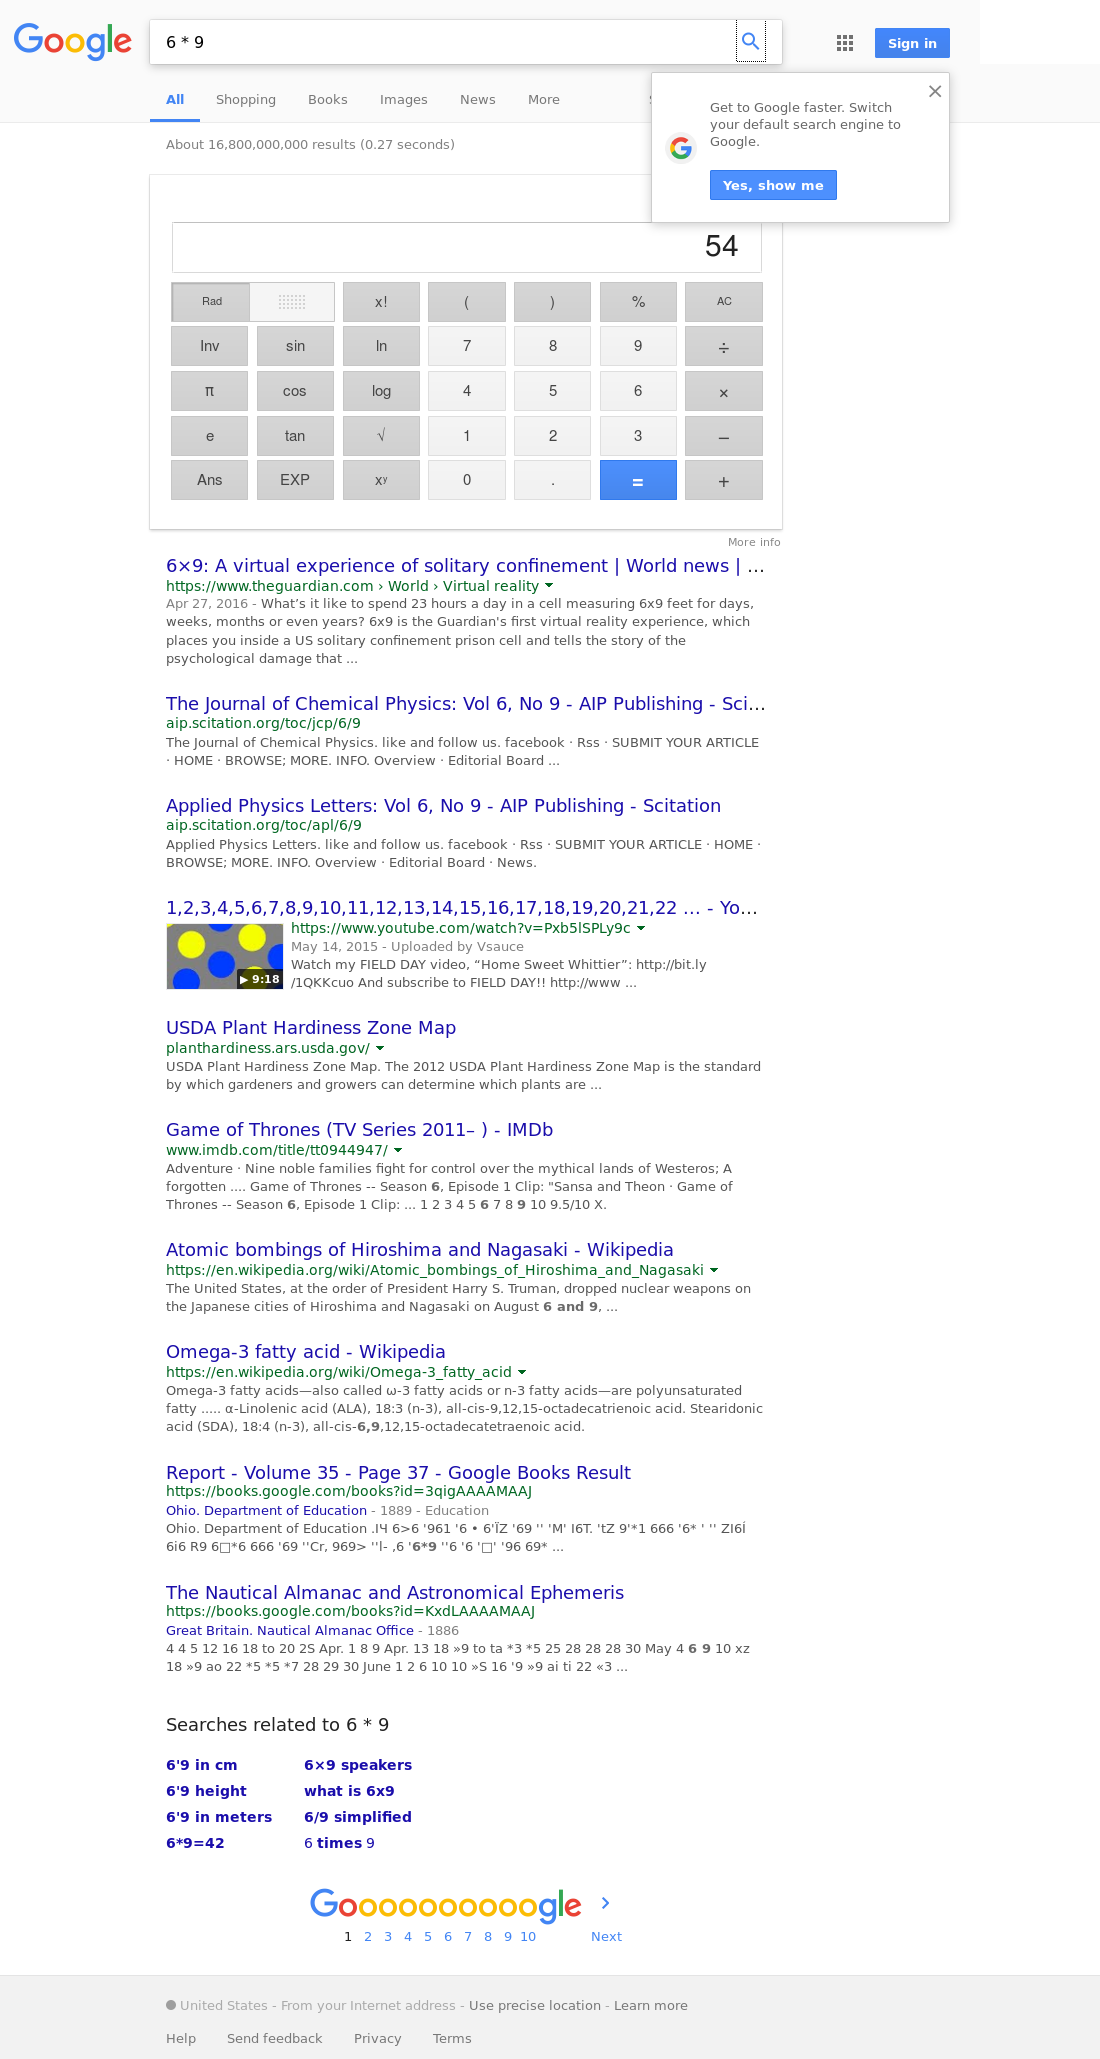 Google
6 * 9
Sign in
All Shopping Books Images News More
Get to Google faster. Switch
your default search engine to
Google.
Yes, show me
About 16,800,000,000 results (0.27 seconds)
54
Rad x! ( ) % AC
Inv sin ln 7 8 9 ÷
π cos log 4 5 6 ×
e tan √ 1 2 3 −
Ans EXP xʸ 0 . = +
More info
6×9: A virtual experience of solitary confinement | World news | ...
https://www.theguardian.com › World › Virtual reality
Apr 27, 2016 - What’s it like to spend 23 hours a day in a cell measuring 6x9 feet for days,
weeks, months or even years? 6x9 is the Guardian's first virtual reality experience, which
places you inside a US solitary confinement prison cell and tells the story of the
psychological damage that ...
The Journal of Chemical Physics: Vol 6, No 9 - AIP Publishing - Sci...
aip.scitation.org/toc/jcp/6/9
The Journal of Chemical Physics. like and follow us. facebook · Rss · SUBMIT YOUR ARTICLE
· HOME · BROWSE; MORE. INFO. Overview · Editorial Board ...
Applied Physics Letters: Vol 6, No 9 - AIP Publishing - Scitation
aip.scitation.org/toc/apl/6/9
Applied Physics Letters. like and follow us. facebook · Rss · SUBMIT YOUR ARTICLE · HOME ·
BROWSE; MORE. INFO. Overview · Editorial Board · News.
1,2,3,4,5,6,7,8,9,10,11,12,13,14,15,16,17,18,19,20,21,22 ... - Yo...
https://www.youtube.com/watch?v=Pxb5lSPLy9c
May 14, 2015 - Uploaded by Vsauce
Watch my FIELD DAY video, “Home Sweet Whittier”: http://bit.ly
/1QKKcuo And subscribe to FIELD DAY!! http://www ...
▶ 9:18
USDA Plant Hardiness Zone Map
planthardiness.ars.usda.gov/
USDA Plant Hardiness Zone Map. The 2012 USDA Plant Hardiness Zone Map is the standard
by which gardeners and growers can determine which plants are ...
Game of Thrones (TV Series 2011– ) - IMDb
www.imdb.com/title/tt0944947/
Adventure · Nine noble families fight for control over the mythical lands of Westeros; A
forgotten .... Game of Thrones -- Season 6, Episode 1 Clip: "Sansa and Theon · Game of
Thrones -- Season 6, Episode 1 Clip: ... 1 2 3 4 5 6 7 8 9 10 9.5/10 X.
Atomic bombings of Hiroshima and Nagasaki - Wikipedia
https://en.wikipedia.org/wiki/Atomic_bombings_of_Hiroshima_and_Nagasaki
The United States, at the order of President Harry S. Truman, dropped nuclear weapons on
the Japanese cities of Hiroshima and Nagasaki on August 6 and 9, ...
Omega-3 fatty acid - Wikipedia
https://en.wikipedia.org/wiki/Omega-3_fatty_acid
Omega-3 fatty acids—also called ω-3 fatty acids or n-3 fatty acids—are polyunsaturated
fatty ..... α-Linolenic acid (ALA), 18:3 (n-3), all-cis-9,12,15-octadecatrienoic acid. Stearidonic
acid (SDA), 18:4 (n-3), all-cis-6,9,12,15-octadecatetraenoic acid.
Report - Volume 35 - Page 37 - Google Books Result
https://books.google.com/books?id=3qigAAAAMAAJ
Ohio. Department of Education - 1889 - Education
Ohio. Department of Education .IЧ 6>6 '961 '6 • 6'ÏZ '69 '' 'M' I6T. 'tZ 9'*1 666 '6* ' '' ZI6Í
6i6 R9 6□*6 666 '69 ''Cr, 969> ''l- ,6 '6*9 ''6 '6 '□' '96 69* ...
The Nautical Almanac and Astronomical Ephemeris
https://books.google.com/books?id=KxdLAAAAMAAJ
Great Britain. Nautical Almanac Office - 1886
4 4 5 12 16 18 to 20 2S Apr. 1 8 9 Apr. 13 18 »9 to ta *3 *5 25 28 28 28 30 May 4 6 9 10 xz
18 »9 ao 22 *5 *5 *7 28 29 30 June 1 2 6 10 10 »S 16 '9 »9 ai ti 22 «3 ...
Searches related to 6 * 9
6'9 in cm 6×9 speakers
6'9 height what is 6x9
6'9 in meters 6/9 simplified
6*9=42 6 times 9
Goooooooooogle
1 2 3 4 5 6 7 8 9 10 Next
United States - From your Internet address - Use precise location - Learn more
Help Send feedback Privacy Terms